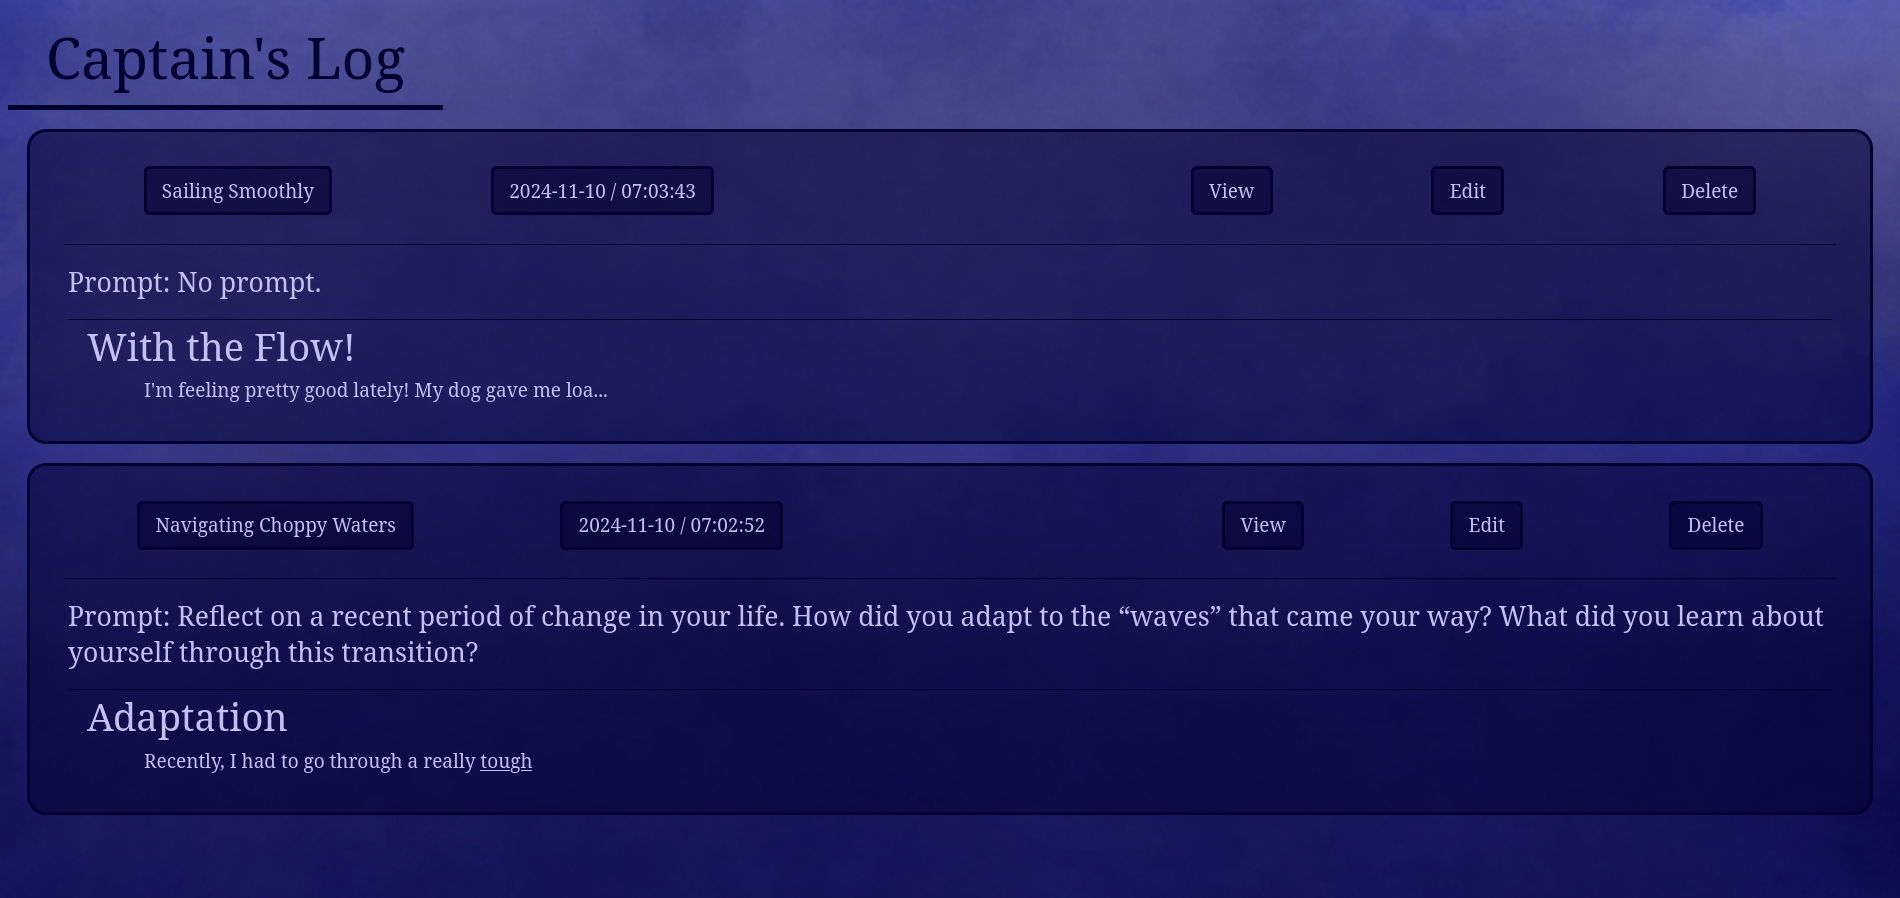 Captain's Log
Sailing Smoothly 2024-11-10 / 07:03:43 View Edit Delete
Prompt: No prompt.
With the Flow!
I'm feeling pretty good lately! My dog gave me loa...
Navigating Choppy Waters 2024-11-10 / 07:02:52 View Edit Delete
Prompt: Reflect on a recent period of change in your life. How did you adapt to the “waves” that came your way? What did you learn about
yourself through this transition?
Adaptation
Recently, I had to go through a really tough